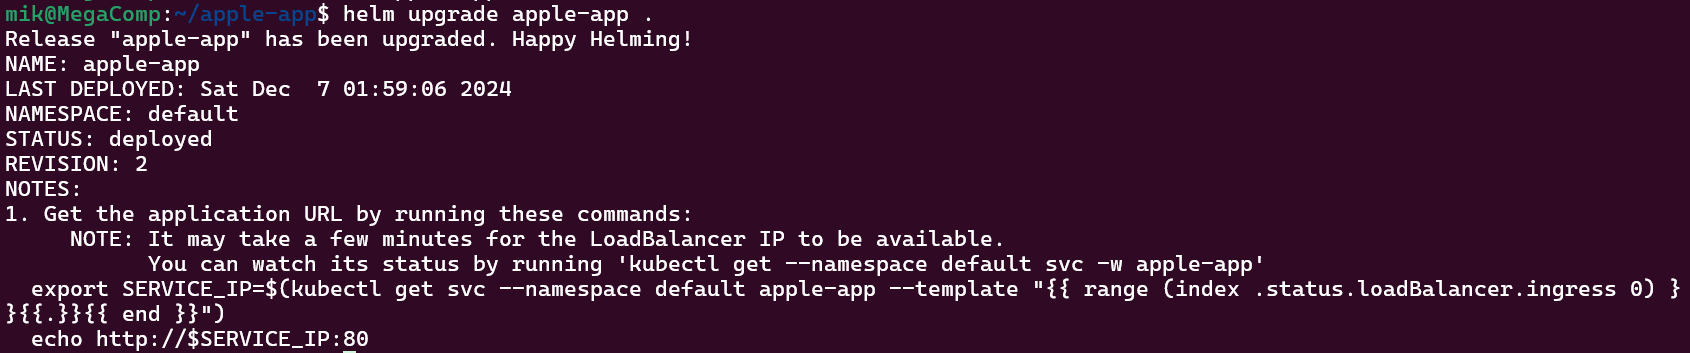 mik@MegaComp:~/apple-app$ helm upgrade apple-app .
Release "apple-app" has been upgraded. Happy Helming!
NAME: apple-app
LAST DEPLOYED: Sat Dec  7 01:59:06 2024
NAMESPACE: default
STATUS: deployed
REVISION: 2
NOTES:
1. Get the application URL by running these commands:
     NOTE: It may take a few minutes for the LoadBalancer IP to be available.
           You can watch its status by running 'kubectl get --namespace default svc -w apple-app'
  export SERVICE_IP=$(kubectl get svc --namespace default apple-app --template "{{ range (index .status.loadBalancer.ingress 0) }
}{{.}}{{ end }}")
  echo http://$SERVICE_IP:80